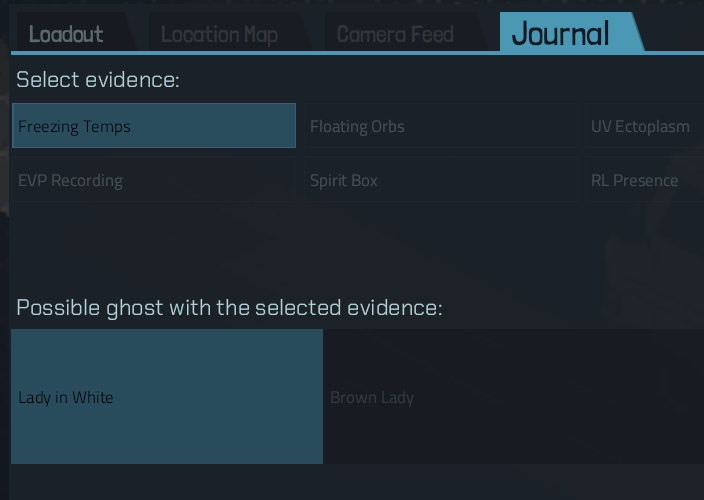 Loadout Location Map Camera Feed Journal
Select evidence:
Freezing Temps Floating Orbs UV Ectoplasm
EVP Recording Spirit Box RL Presence
Possible ghost with the selected evidence:
Lady in White Brown Lady